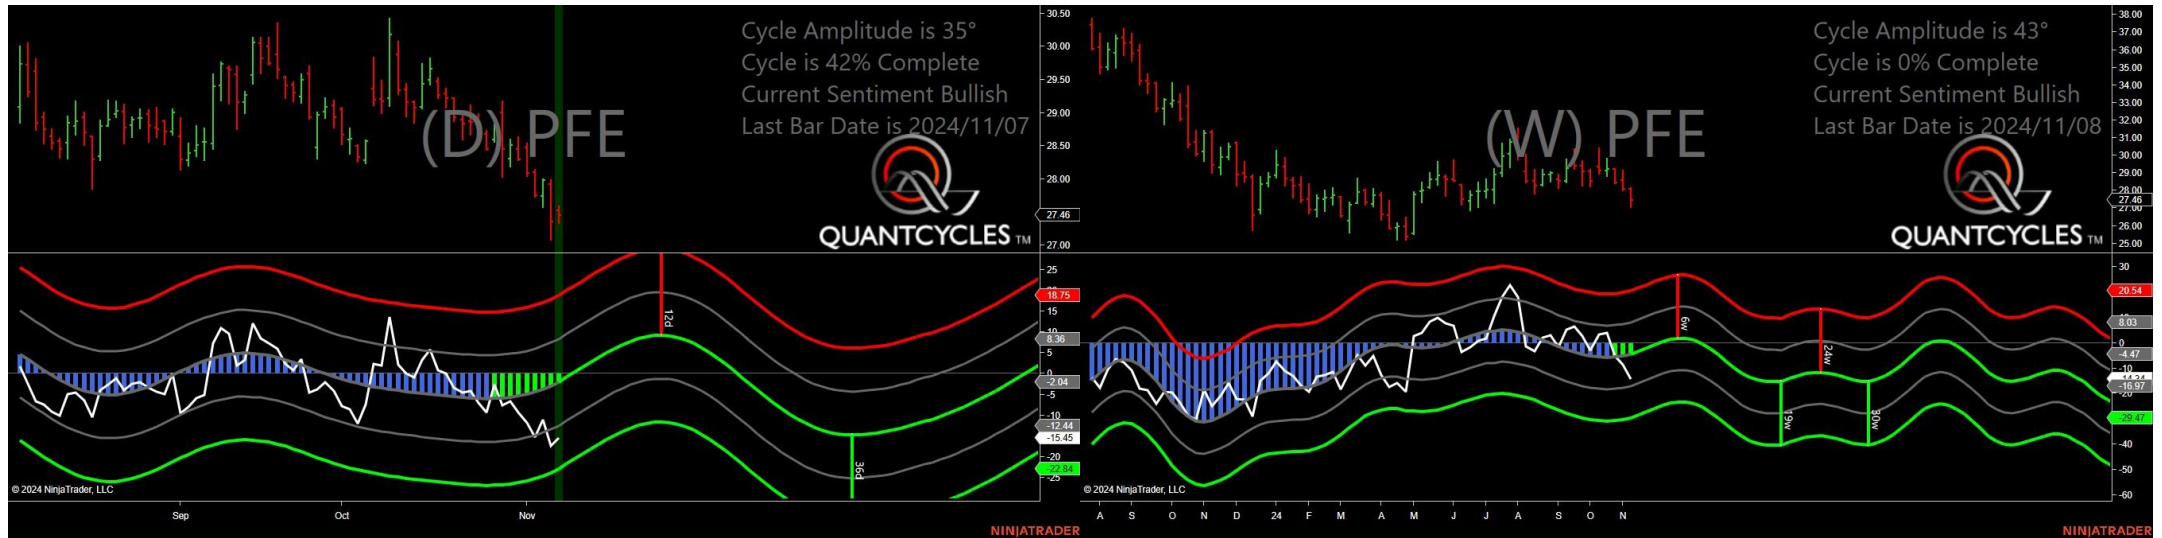 Cycle Amplitude is 35°
Cycle is 42% Complete
Current Sentiment Bullish
Last Bar Date is 2024/11/07
(D) PFE
QUANTCYCLES TM
30.50
30.00
29.50
29.00
28.50
28.00
27.46
27.00
25
18.75
15
10
8.36
5
0
-2.04
-5
-10
-12.44
-15.45
-20
-22.84
-25
12d
36d
© 2024 NinjaTrader, LLC
Sep Oct Nov
NINJATRADER
Cycle Amplitude is 43°
Cycle is 0% Complete
Current Sentiment Bullish
Last Bar Date is 2024/11/08
(W) PFE
QUANTCYCLES TM
38.00
37.00
36.00
35.00
34.00
33.00
32.00
31.00
30.00
29.00
28.00
27.46
27.00
26.00
25.00
30
20.54
8.03
0
-4.47
-10
-16.97
-20
-29.47
-40
-50
-60
6w
24w
19w
30w
© 2024 NinjaTrader, LLC
A S O N D 24 F M A M J J A S O N
NINJATRADER